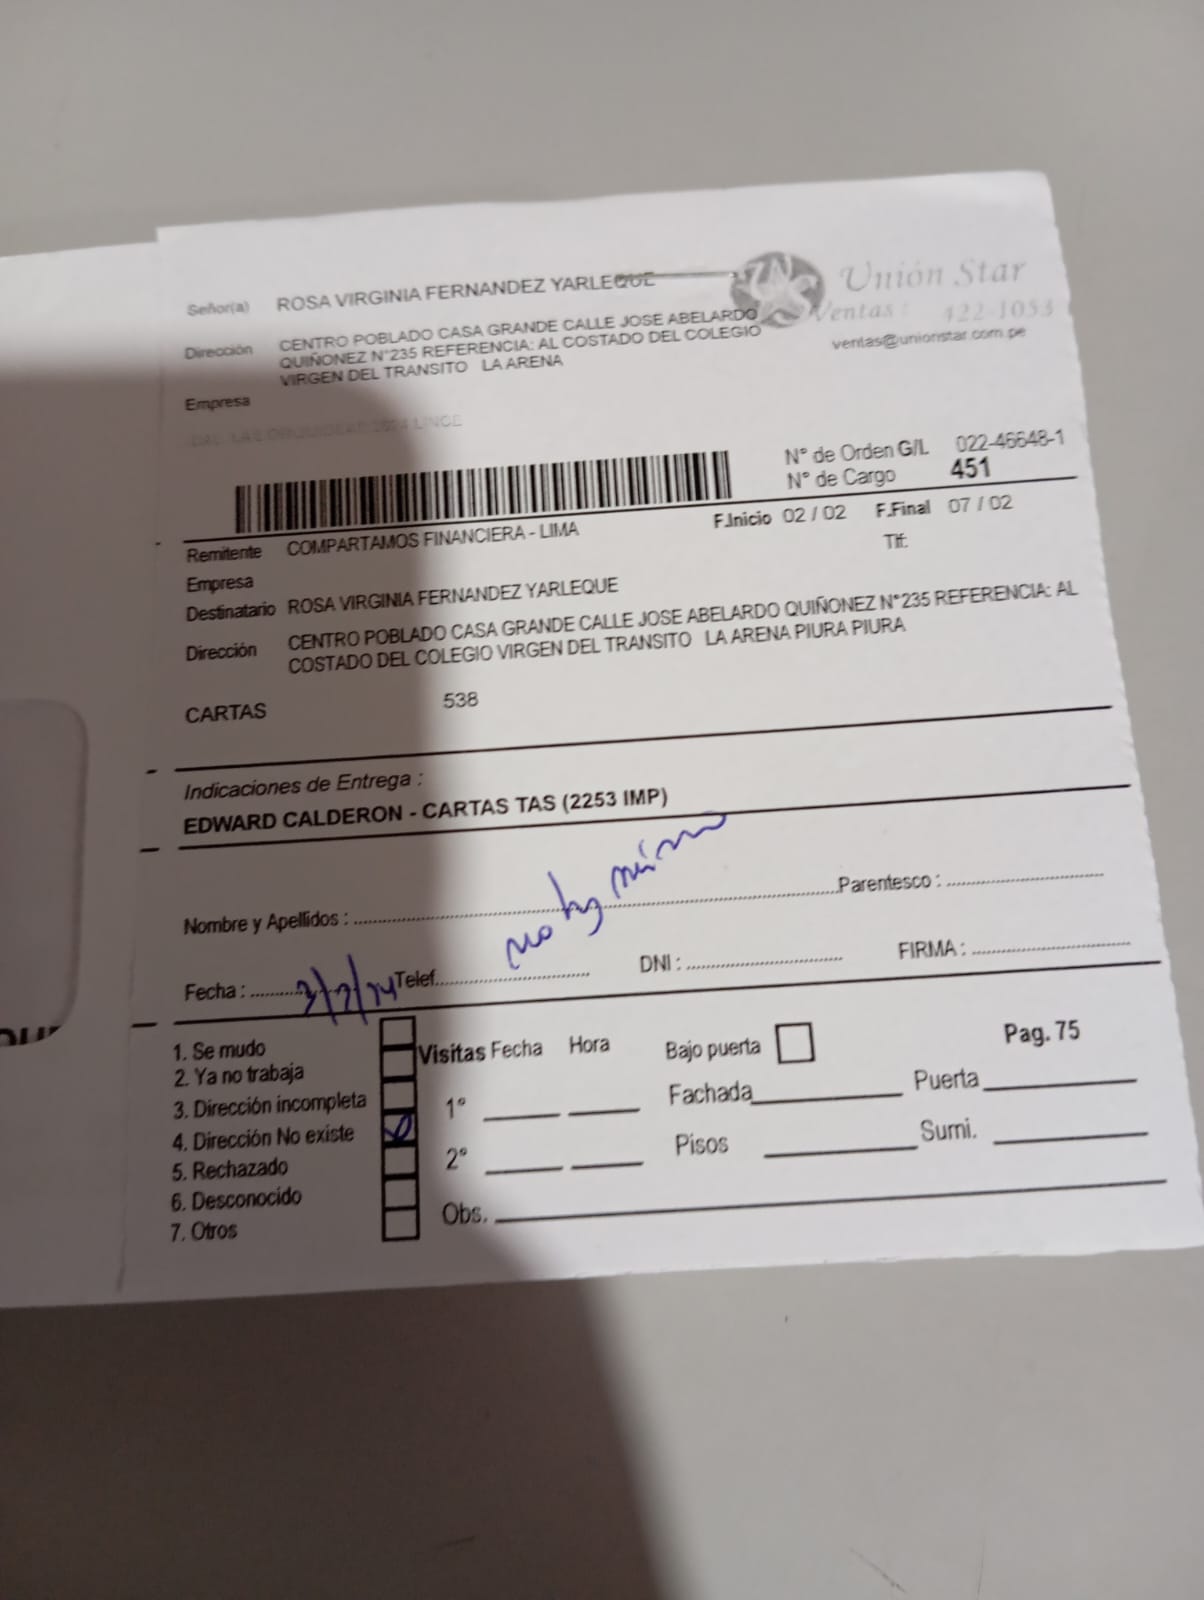 Señor(a) ROSA VIRGINIA FERNANDEZ YARLEQUE
Unión Star
Ventas : 422-1053
ventas@unionstar.com.pe
Dirección CENTRO POBLADO CASA GRANDE CALLE JOSE ABELARDO
QUIÑONEZ N°235 REFERENCIA: AL COSTADO DEL COLEGIO
VIRGEN DEL TRANSITO LA ARENA
Empresa
LINCE
N° de Orden G/L 022-46648-1
N° de Cargo 451
F.Inicio 02 / 02 F.Final 07 / 02
Remitente COMPARTAMOS FINANCIERA - LIMA
Tlf:
Empresa
Destinatario ROSA VIRGINIA FERNANDEZ YARLEQUE
Dirección CENTRO POBLADO CASA GRANDE CALLE JOSE ABELARDO QUIÑONEZ N°235 REFERENCIA: AL
COSTADO DEL COLEGIO VIRGEN DEL TRANSITO LA ARENA PIURA PIURA
CARTAS 538
Indicaciones de Entrega :
EDWARD CALDERON - CARTAS TAS (2253 IMP)
no hay
Nombre y Apellidos : Parentesco :
Fecha : Telef. DNI : FIRMA :
1. Se mudo
2. Ya no trabaja
3. Dirección incompleta
4. Dirección No existe
5. Rechazado
6. Desconocido
7. Otros
Visitas Fecha Hora
1°
2°
Obs.
Bajo puerta
Fachada
Pisos
Pag. 75
Puerta
Sumi.